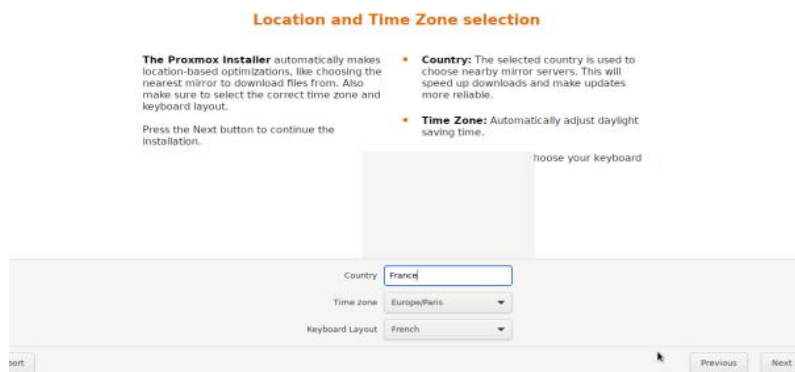 Location and Time Zone selection
The Proxmox Installer automatically makes
location-based optimizations, like choosing the
nearest mirror to download files from. Also
make sure to select the correct time zone and
keyboard layout.
Press the Next button to continue the
installation.
• Country: The selected country is used to
choose nearby mirror servers. This will
speed up downloads and make updates
more reliable.
• Time Zone: Automatically adjust daylight
saving time.
hoose your keyboard
Country France
Time zone Europe/Paris
Keyboard Layout French
ort Previous Next